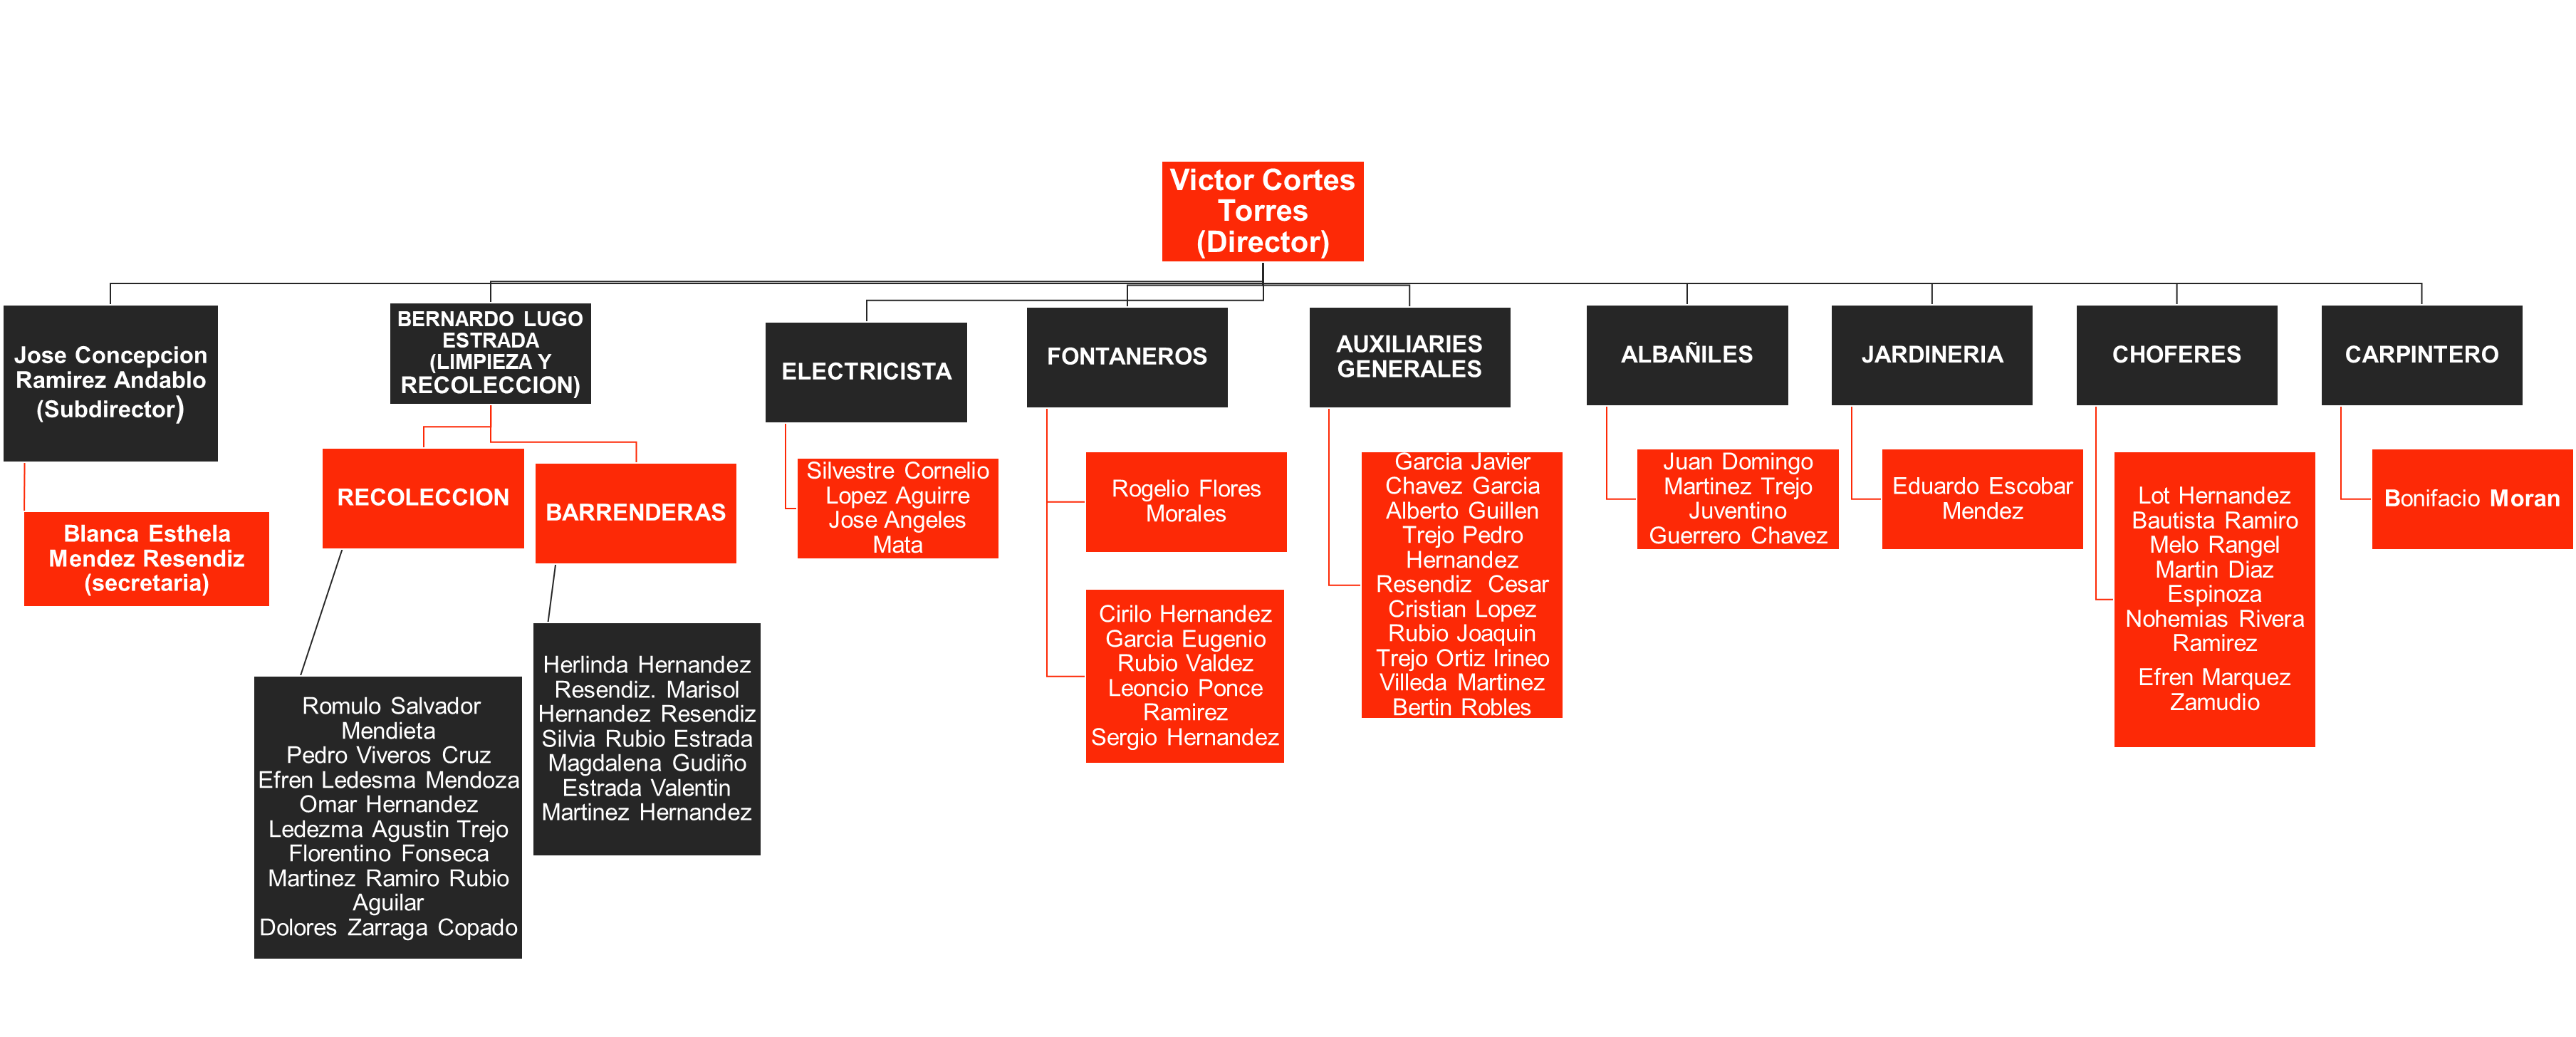 Victor Cortes
Torres
(Director)
Jose Concepcion
Ramirez Andablo
(Subdirector)
Blanca Esthela
Mendez Resendiz
(secretaria)
BERNARDO LUGO
ESTRADA
(LIMPIEZA Y
RECOLECCION)
RECOLECCION
Romulo Salvador
Mendieta
Pedro Viveros Cruz
Efren Ledesma Mendoza
Omar Hernandez
Ledezma Agustin Trejo
Florentino Fonseca
Martinez Ramiro Rubio
Aguilar
Dolores Zarraga Copado
BARRENDERAS
Herlinda Hernandez
Resendiz. Marisol
Hernandez Resendiz
Silvia Rubio Estrada
Magdalena Gudiño
Estrada Valentin
Martinez Hernandez
ELECTRICISTA
Silvestre Cornelio
Lopez Aguirre
Jose Angeles
Mata
FONTANEROS
Rogelio Flores
Morales
Cirilo Hernandez
Garcia Eugenio
Rubio Valdez
Leoncio Ponce
Ramirez
Sergio Hernandez
AUXILIARIES
GENERALES
Garcia Javier
Chavez Garcia
Alberto Guillen
Trejo Pedro
Hernandez
Resendiz Cesar
Cristian Lopez
Rubio Joaquin
Trejo Ortiz Irineo
Villeda Martinez
Bertin Robles
ALBAÑILES
Juan Domingo
Martinez Trejo
Juventino
Guerrero Chavez
JARDINERIA
Eduardo Escobar
Mendez
CHOFERES
Lot Hernandez
Bautista Ramiro
Melo Rangel
Martin Diaz
Espinoza
Nohemias Rivera
Ramirez
Efren Marquez
Zamudio
CARPINTERO
Bonifacio Moran